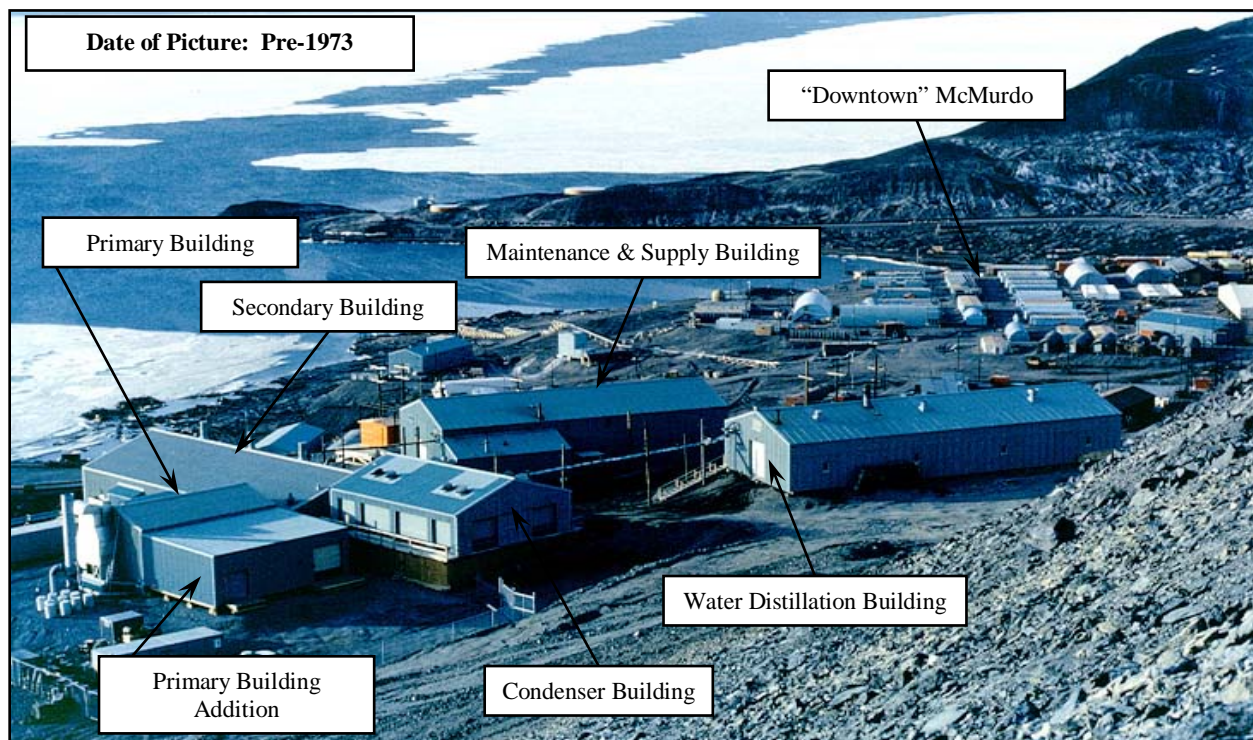 Date of Picture:  Pre-1973
“Downtown” McMurdo
Primary Building
Maintenance & Supply Building
Secondary Building
Water Distillation Building
Primary Building
Addition
Condenser Building